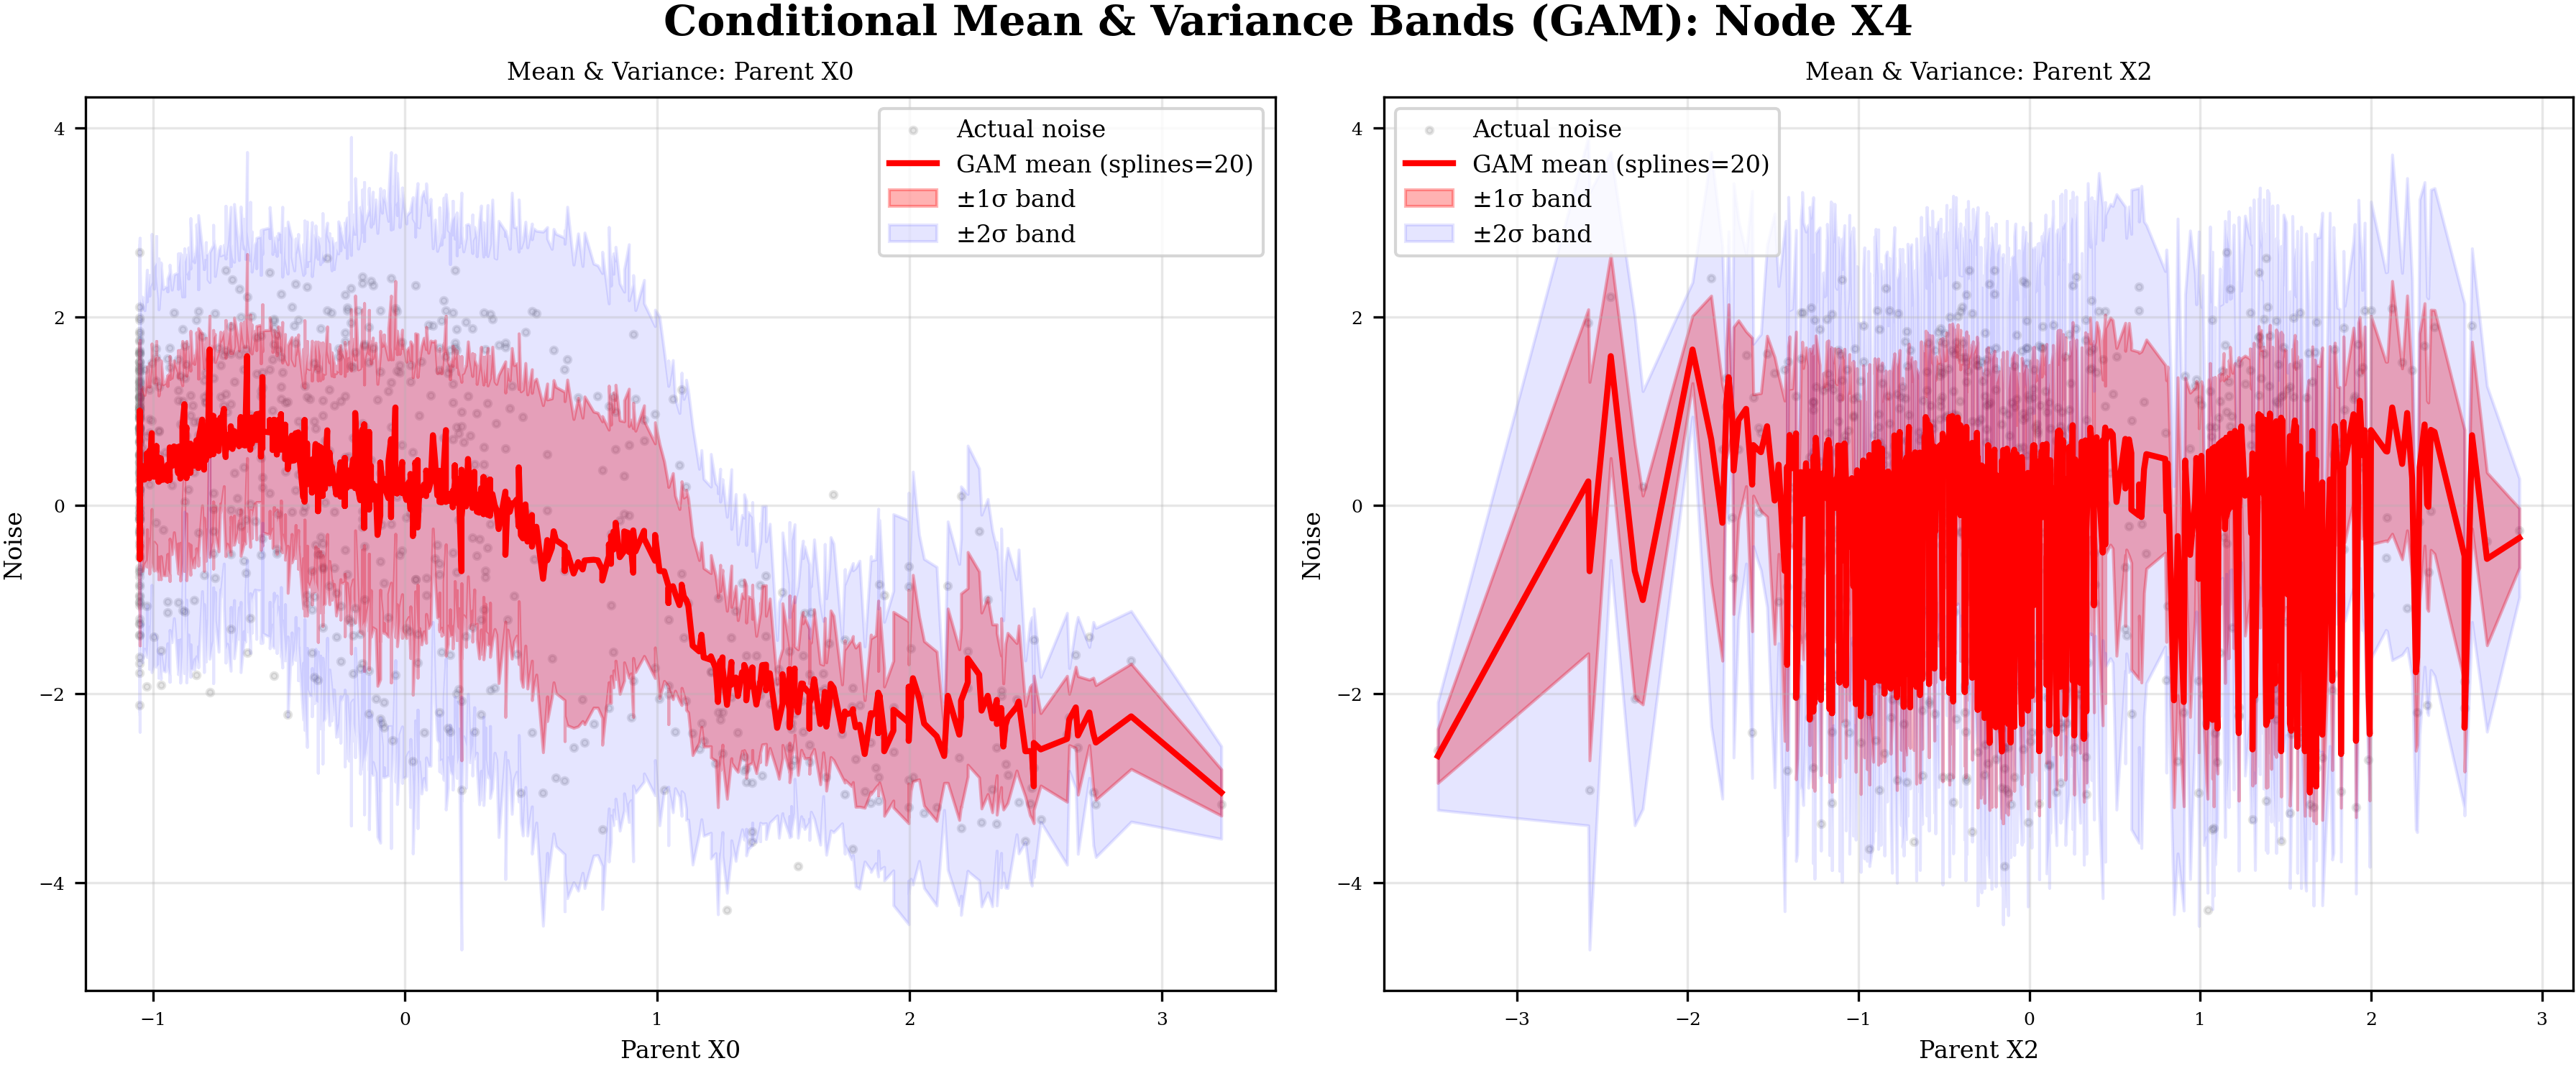 Conditional Mean & Variance Bands (GAM): Node X4
Mean & Variance: Parent X0
Noise
4
2
0
−2
−4
Actual noise
GAM mean (splines=20)
±1σ band
±2σ band
−1
0
1
2
3
Parent X0
Mean & Variance: Parent X2
Noise
4
2
0
−2
−4
Actual noise
GAM mean (splines=20)
±1σ band
±2σ band
−3
−2
−1
0
1
2
3
Parent X2